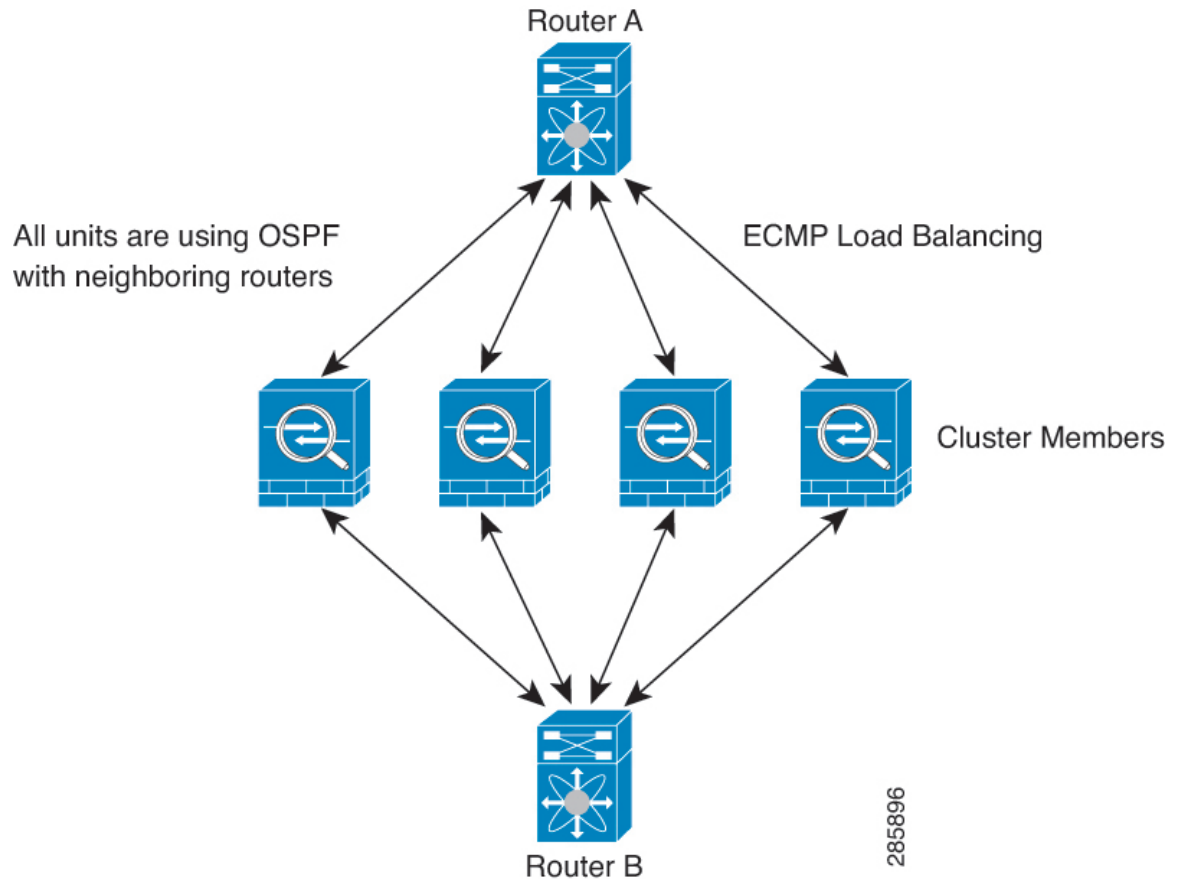 Router A
All units are using OSPF
with neighboring routers
ECMP Load Balancing
Cluster Members
285896
Router B